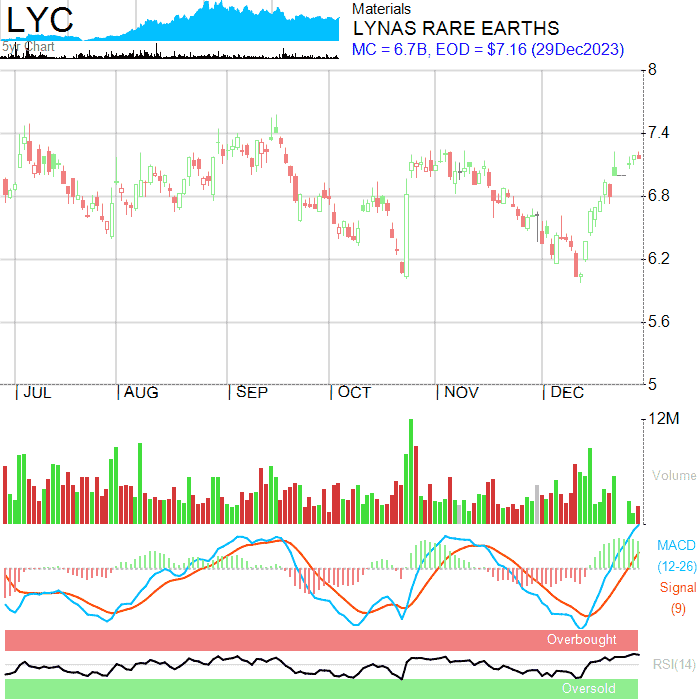 LYC
5yr Chart
Materials
LYNAS RARE EARTHS
MC = 6.7B, EOD = $7.16 (29Dec2023)
8
7.4
6.8
6.2
5.6
5
JUL AUG SEP OCT NOV DEC
12M
Volume
MACD
(12-26)
Signal
(9)
Overbought
RSI(14)
Oversold